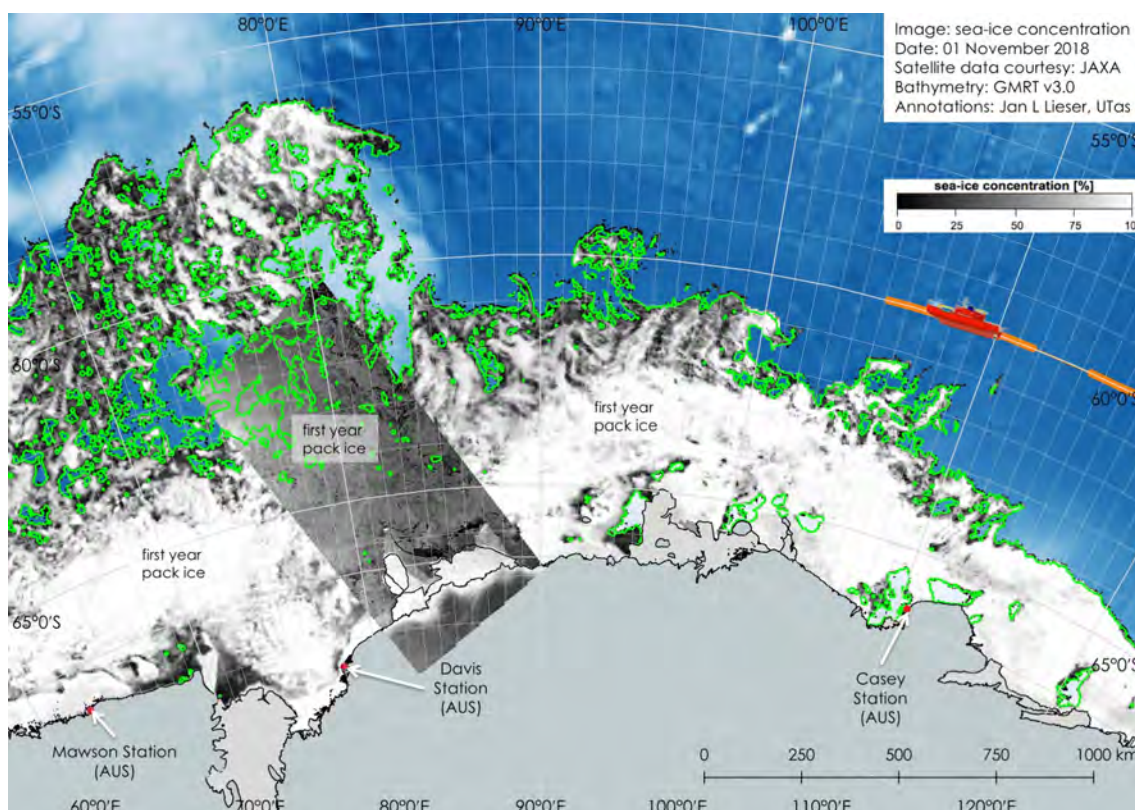 80°0'E
90°0'E
100°0'E
Image: sea-ice concentration
Date: 01 November 2018
Satellite data courtesy: JAXA
Bathymetry: GMRT v3.0
Annotations: Jan L Lieser, UTas
55°0'S
55°0'S
sea-ice concentration [%]
0 25 50 75 10
60°0'S
60°0'S
first year
pack ice
first year
pack ice
first year
pack ice
65°0'S
65°0'S
Davis
Station
(AUS)
Casey
Station
(AUS)
Mawson Station
(AUS)
0 250 500 750 1000 km
60°0'E
70°0'E
80°0'E
90°0'E
100°0'E
110°0'E
120°0'E